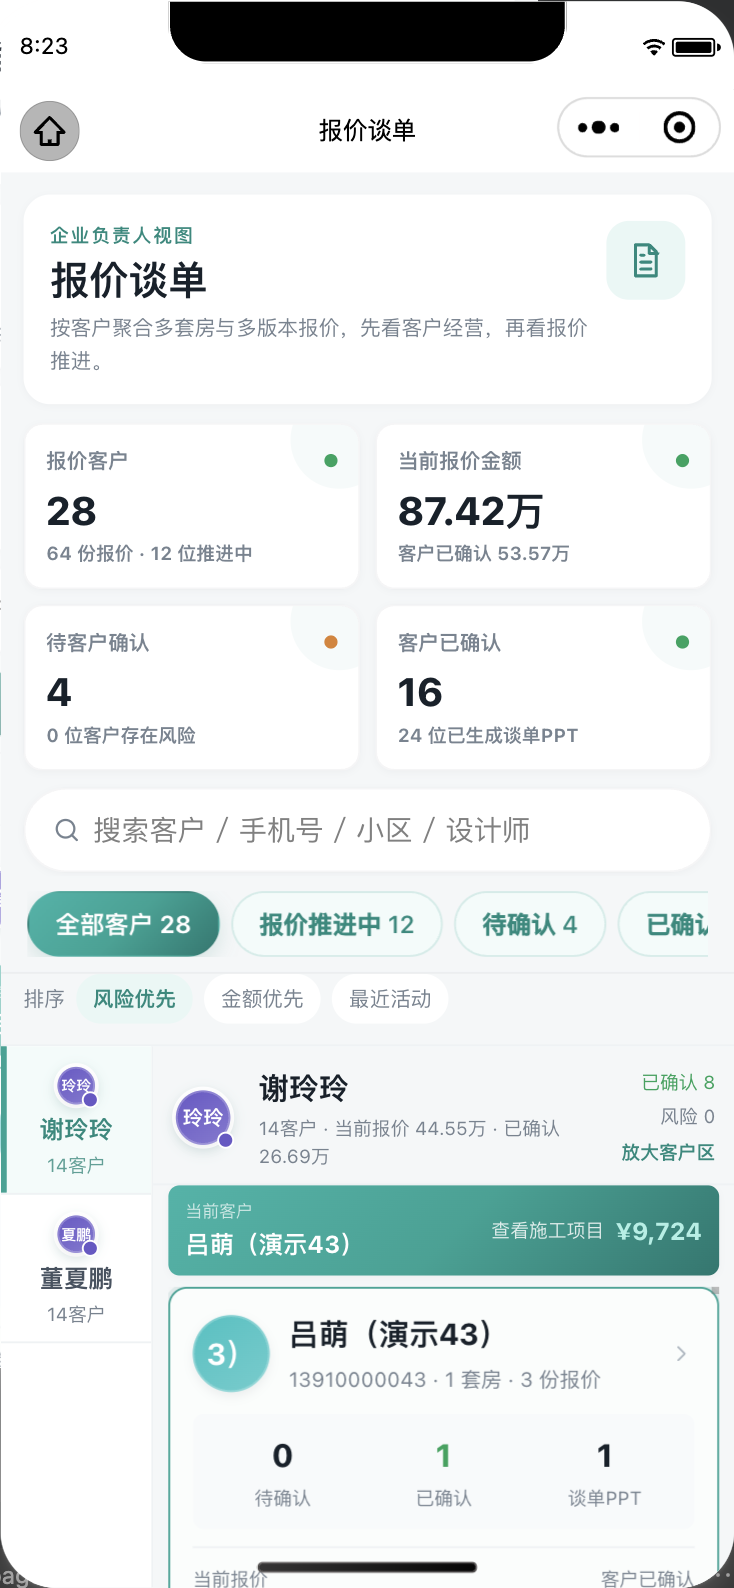 8:23
报价谈单
企业负责人视图
报价谈单
按客户聚合多套房与多版本报价，先看客户经营，再看报价
推进。
报价客户
28
64 份报价 · 12 位推进中
当前报价金额
87.42万
客户已确认 53.57万
待客户确认
4
0 位客户存在风险
客户已确认
16
24 位已生成谈单PPT
搜索客户 / 手机号 / 小区 / 设计师
全部客户 28
报价推进中 12
待确认 4
已确认
排序
风险优先
金额优先
最近活动
玲玲
谢玲玲
14客户
夏鹏
董夏鹏
14客户
玲玲
谢玲玲
14客户 · 当前报价 44.55万 · 已确认
26.69万
已确认 8
风险 0
放大客户区
当前客户
吕萌（演示43）
查看施工项目 ¥9,724
3）
吕萌（演示43）
13910000043 · 1 套房 · 3 份报价
0
待确认
1
已确认
1
谈单PPT
当前报价
客户已确认